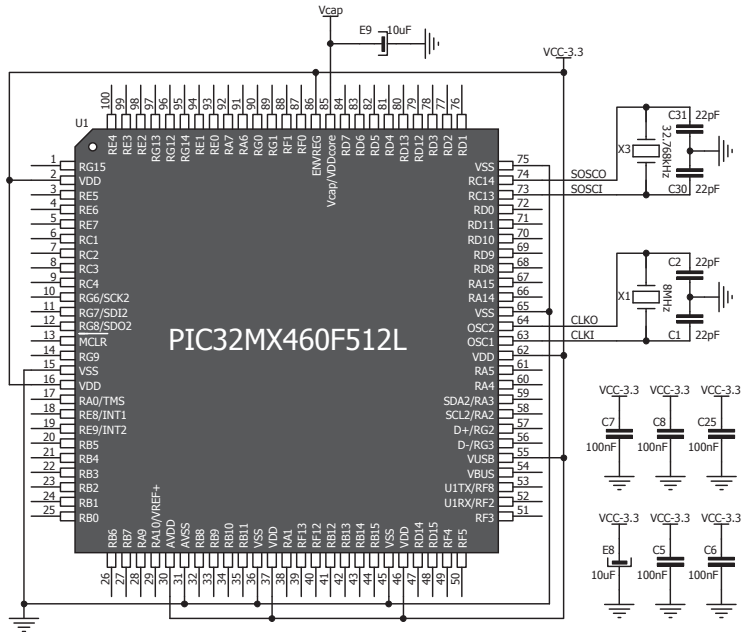 Vcap
E9 10uF
VCC-3.3
100 99 98 97 96 95 94 93 92 91 90 89 88 87 86 85 84 83 82 81 80 79 78 77 76
U1
RE4 RE3 RE2 RG13 RG12 RG14 RE1 RE0 RA7 RA6 RG0 RG1 RF1 RF0 ENVREG Vcap/VDDcore RD7 RD6 RD5 RD4 RD13 RD12 RD3 RD2 RD1
1 RG15
2 VDD
3 RE5
4 RE6
5 RE7
6 RC1
7 RC2
8 RC3
9 RC4
10 RG6/SCK2
11 RG7/SDI2
12 RG8/SDO2
13 MCLR
14 RG9
15 VSS
16 VDD
17 RA0/TMS
18 RE8/INT1
19 RE9/INT2
20 RB5
21 RB4
22 RB3
23 RB2
24 RB1
25 RB0
PIC32MX460F512L
VSS 75
RC14 74 SOSCO
RC13 73 SOSCI
RD0 72
RD11 71
RD10 70
RD9 69
RD8 68
RA15 67
RA14 66
VSS 65
OSC2 64 CLKO
OSC1 63 CLKI
VDD 62
RA5 61
RA4 60
SDA2/RA3 59
SCL2/RA2 58
D+/RG2 57
D-/RG3 56
VUSB 55
VBUS 54
U1TX/RF8 53
U1RX/RF2 52
RF3 51
RB6 RB7 RA9 RA10/VREF+ AVDD AVSS RB8 RB9 RB10 RB11 VSS VDD RA1 RF13 RF12 RB12 RB13 RB14 RB15 VSS VDD RD14 RD15 RF4 RF5
26 27 28 29 30 31 32 33 34 35 36 37 38 39 40 41 42 43 44 45 46 47 48 49 50
C31 22pF
X3 32.768kHz
C30 22pF
C2 22pF
X1 8MHz
C1 22pF
VCC-3.3 VCC-3.3 VCC-3.3
C7 C8 C25
100nF 100nF 100nF
VCC-3.3 VCC-3.3 VCC-3.3
E8 C5 C6
10uF 100nF 100nF